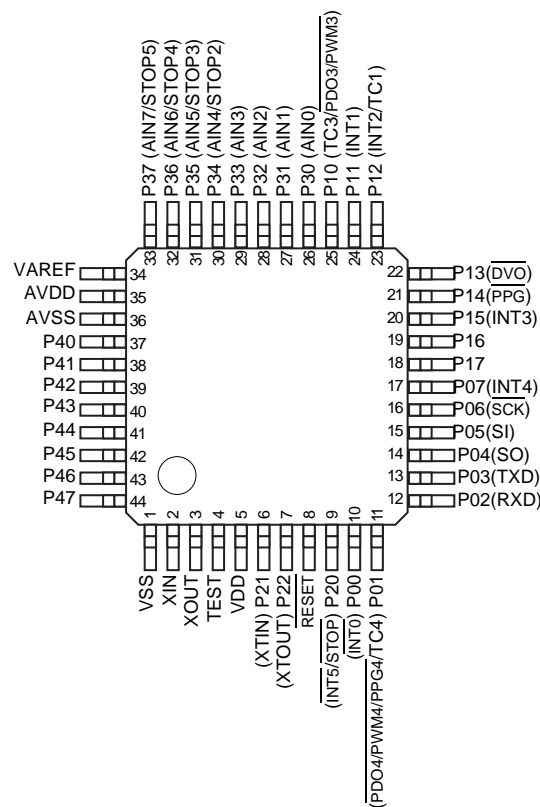 P37 (AIN7/STOP5)
P36 (AIN6/STOP4)
P35 (AIN5/STOP3)
P34 (AIN4/STOP2)
P33 (AIN3)
P32 (AIN2)
P31 (AIN1)
P30 (AIN0)
P10 (TC3/PDO3/PWM3)
P11 (INT1)
P12 (INT2/TC1)
33
32
31
30
29
28
27
26
25
24
23
VAREF 34
AVDD 35
AVSS 36
P40 37
P41 38
P42 39
P43 40
P44 41
P45 42
P46 43
P47 44
22 P13(DVO)
21 P14(PPG)
20 P15(INT3)
19 P16
18 P17
17 P07(INT4)
16 P06(SCK)
15 P05(SI)
14 P04(SO)
13 P03(TXD)
12 P02(RXD)
1
2
3
4
5
6
7
8
9
10
11
VSS
XIN
XOUT
TEST
VDD
(XTIN) P21
(XTOUT) P22
RESET
(INT5/STOP) P20
(INT0) P00
(PDO4/PWM4/PPG4/TC4) P01